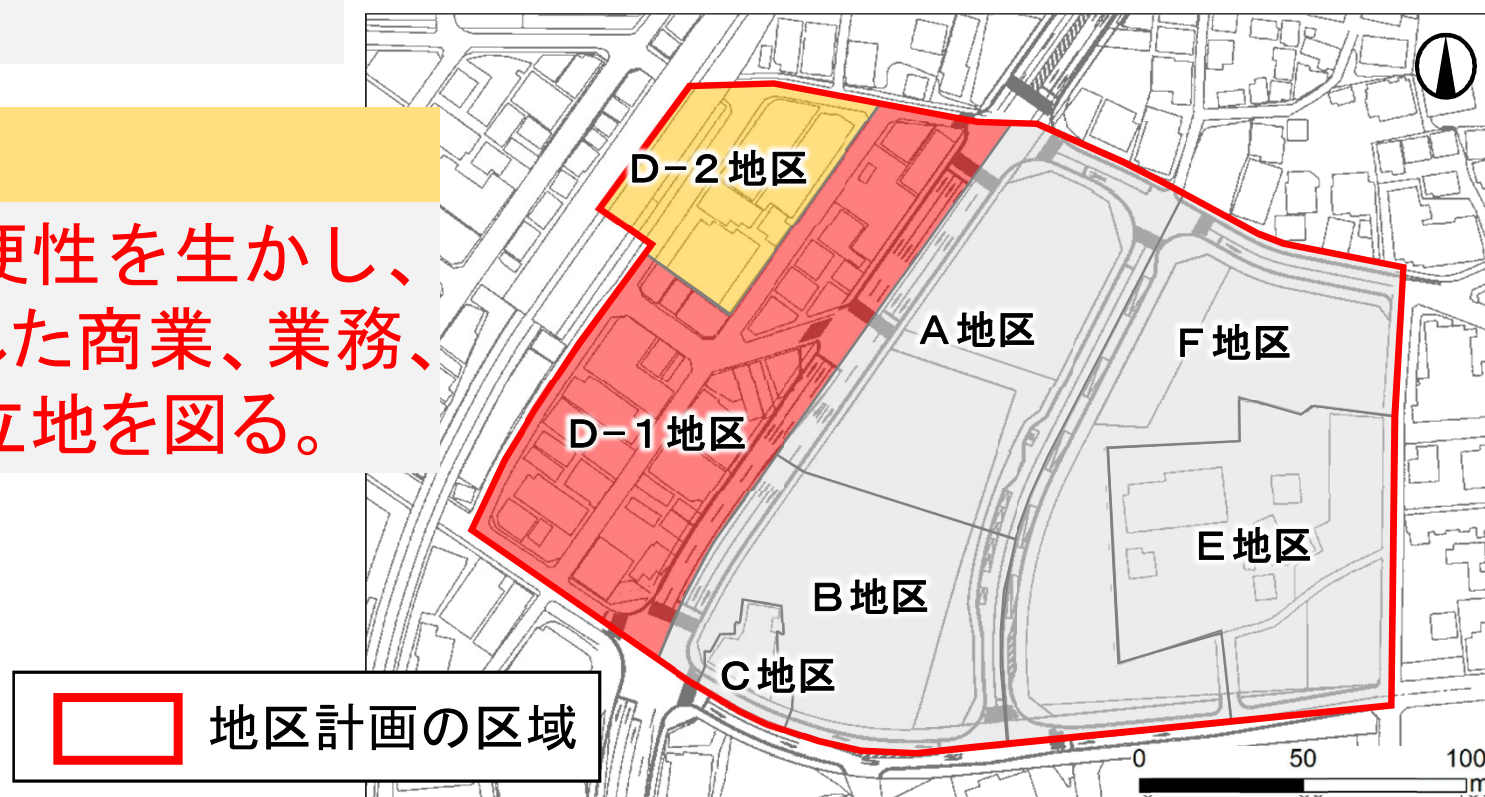 便性を生かし、
した商業、業務、
立地を図る。
D-2地区
D-1地区
A地区
F地区
E地区
B地区
C地区
地区計画の区域
0 50 100
m